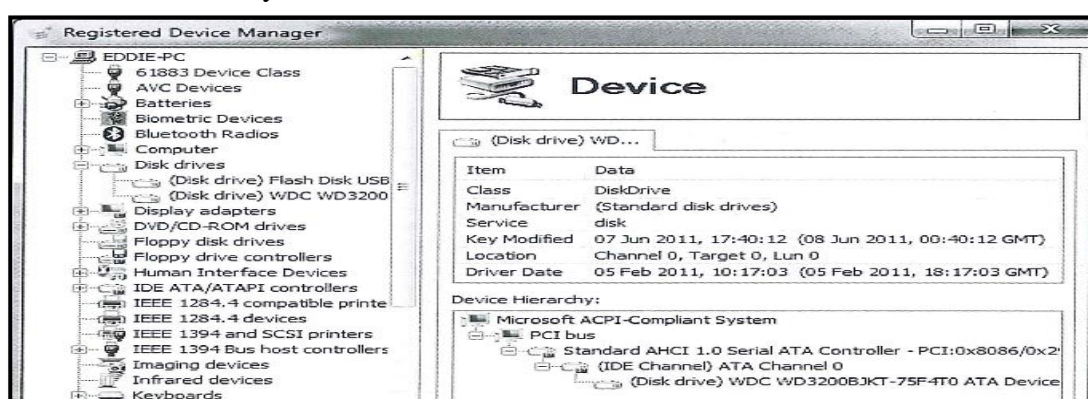 Registered Device Manager
EDDIE-PC
61883 Device Class
AVC Devices
Batteries
Biometric Devices
Bluetooth Radios
Computer
Disk drives
(Disk drive) Flash Disk USB
(Disk drive) WDC WD3200
Display adapters
DVD/CD-ROM drives
Floppy disk drives
Floppy drive controllers
Human Interface Devices
IDE ATA/ATAPI controllers
IEEE 1284.4 compatible printe
IEEE 1284.4 devices
IEEE 1394 and SCSI printers
IEEE 1394 Bus host controllers
Imaging devices
Infrared devices
Keyboards
Device
(Disk drive) WD...
Item Data
Class DiskDrive
Manufacturer (Standard disk drives)
Service disk
Key Modified 07 Jun 2011, 17:40:12 (08 Jun 2011, 00:40:12 GMT)
Location Channel 0, Target 0, Lun 0
Driver Date 05 Feb 2011, 10:17:03 (05 Feb 2011, 18:17:03 GMT)
Device Hierarchy:
Microsoft ACPI-Compliant System
PCI bus
Standard AHCI 1.0 Serial ATA Controller - PCI:0x8086/0x2
(IDE Channel) ATA Channel 0
(Disk drive) WDC WD3200BJKT-75F4T0 ATA Device